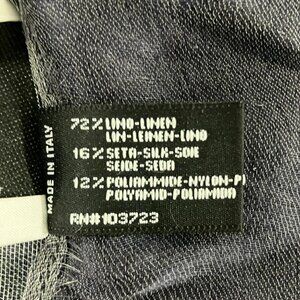 MADE IN ITALY
72% LINO-LINEN
LIN-LEINEN-LINO
16% SETA-SILK-SOIE
SEIDE-SEDA
12% POLIAMMIDE-NYLON-P
POLYAMID-POLIAMIDA
RN#103723